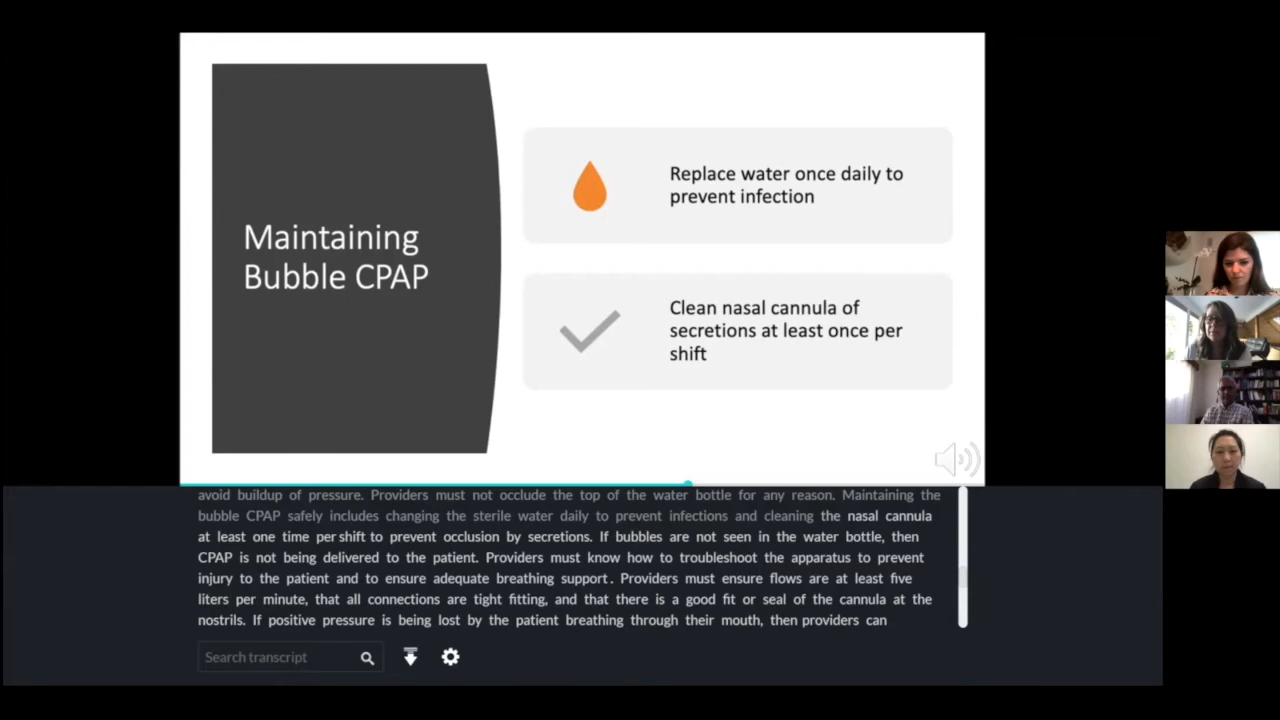 Maintaining
Bubble CPAP
Replace water once daily to
prevent infection
Clean nasal cannula of
secretions at least once per
shift
avoid buildup of pressure. Providers must not occlude the top of the water bottle for any reason. Maintaining the
bubble CPAP safely includes changing the sterile water daily to prevent infections and cleaning the nasal cannula
at least one time per shift to prevent occlusion by secretions. If bubbles are not seen in the water bottle, then
CPAP is not being delivered to the patient. Providers must know how to troubleshoot the apparatus to prevent
injury to the patient and to ensure adequate breathing support. Providers must ensure flows are at least five
liters per minute, that all connections are tight fitting, and that there is a good fit or seal of the cannula at the
nostrils. If positive pressure is being lost by the patient breathing through their mouth, then providers can
Search transcript